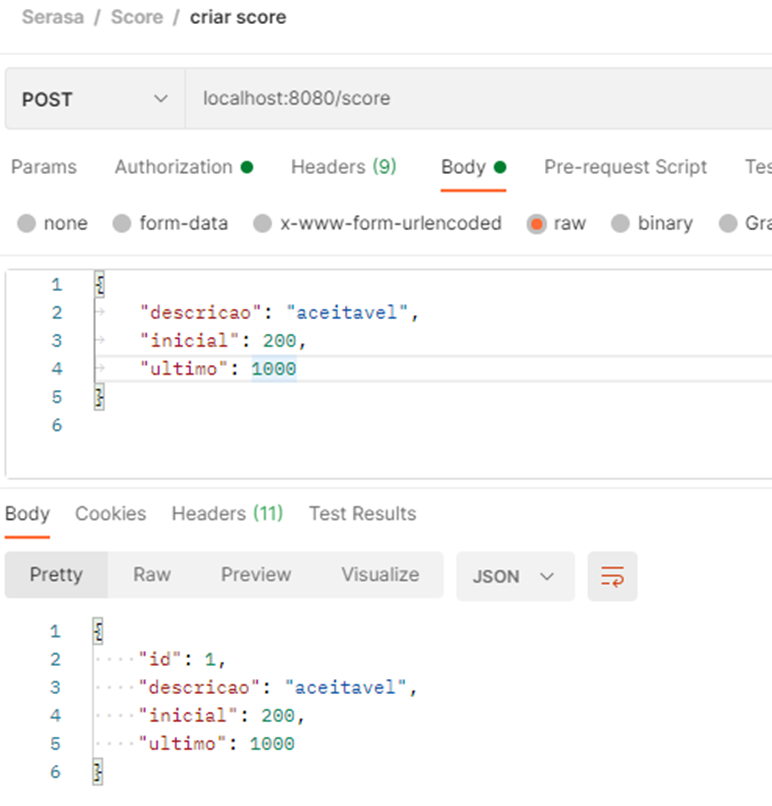 Serasa / Score / criar score
POST localhost:8080/score
Params Authorization Headers (9) Body Pre-request Script
none form-data x-www-form-urlencoded raw binary
1 {
2 "descricao": "aceitavel",
3 "inicial": 200,
4 "ultimo": 1000
5 }
6
Body Cookies Headers (11) Test Results
Pretty Raw Preview Visualize JSON
1 {
2 "id": 1,
3 "descricao": "aceitavel",
4 "inicial": 200,
5 "ultimo": 1000
6 }